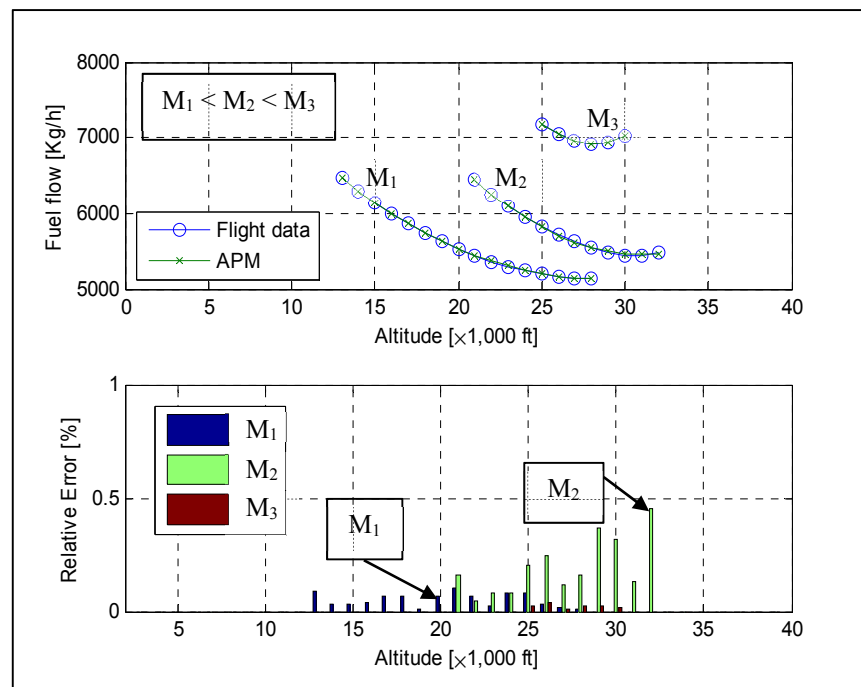 8000
7000
6000
5000
Fuel flow [Kg/h]
M₁ < M₂ < M₃
M₃
M₁
M₂
Flight data
APM
0 5 10 15 20 25 30 35 40
Altitude [×1,000 ft]
1
0.5
0
Relative Error [%]
M₁
M₂
M₃
M₂
M₁
5 10 15 20 25 30 35 40
Altitude [×1,000 ft]